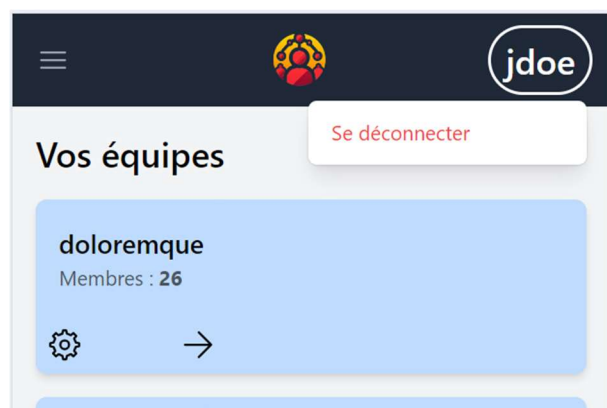 jdoe
Se déconnecter
Vos équipes
doloremque
Membres : 26